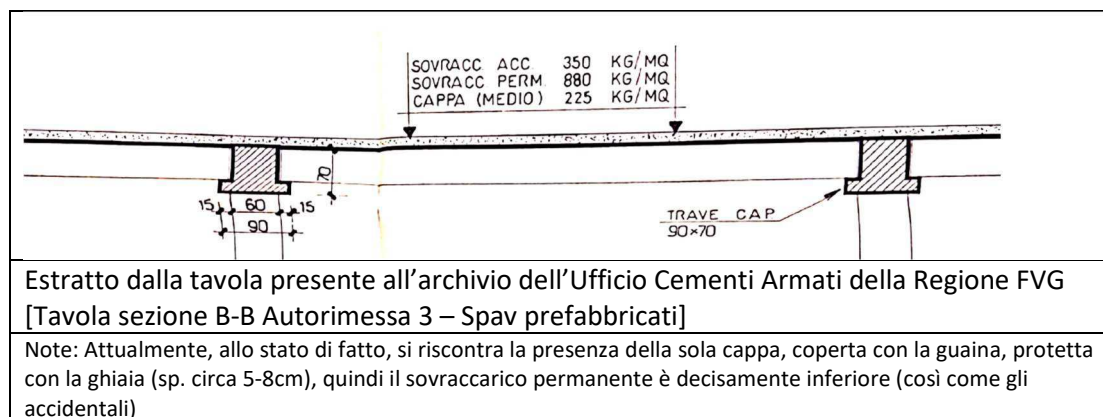 SOVRACC ACC. 350 KG/MQ
SOVRACC PERM. 880 KG/MQ
CAPPA (MEDIO) 225 KG/MQ
70
15 60 15
90
TRAVE CAP
90×70
Estratto dalla tavola presente all’archivio dell’Ufficio Cementi Armati della Regione FVG
[Tavola sezione B-B Autorimessa 3 – Spav prefabbricati]
Note: Attualmente, allo stato di fatto, si riscontra la presenza della sola cappa, coperta con la guaina, protetta
con la ghiaia (sp. circa 5-8cm), quindi il sovraccarico permanente è decisamente inferiore (così come gli
accidentali)